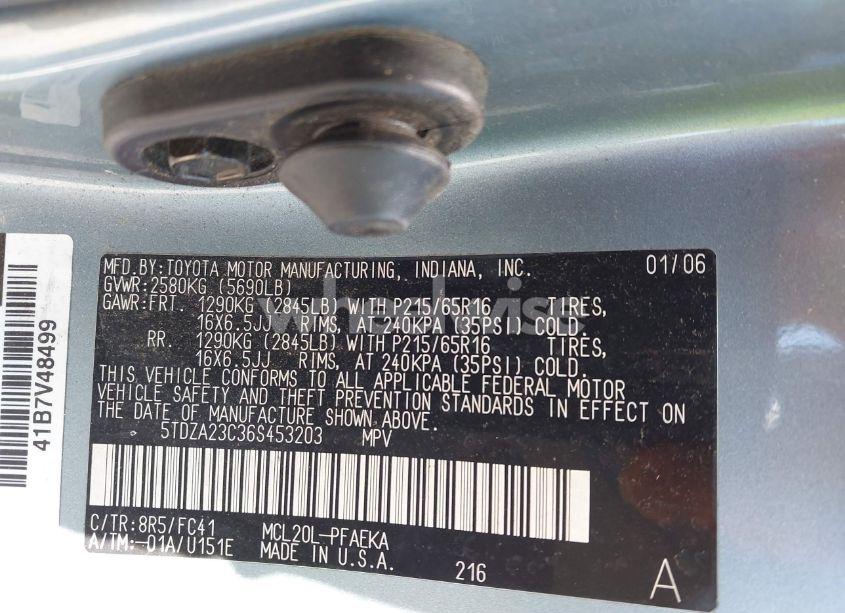 MFD.BY:TOYOTA MOTOR MANUFACTURING, INDIANA, INC. 01/06
GVWR:2580KG (5690LB)
GAWR:FRT. 1290KG (2845LB) WITH P215/65R16 TIRES,
16X6.5JJ RIMS, AT 240KPA (35PSI) COLD.
RR. 1290KG (2845LB) WITH P215/65R16 TIRES,
16X6.5JJ RIMS, AT 240KPA (35PSI) COLD.
THIS VEHICLE CONFORMS TO ALL APPLICABLE FEDERAL MOTOR
VEHICLE SAFETY AND THEFT PREVENTION STANDARDS IN EFFECT ON
THE DATE OF MANUFACTURE SHOWN ABOVE.
5TDZA23C36S453203 MPV
C/TR:8R5/FC41 MCL20L-PFAEKA
A/TM:-01A/U151E MADE IN U.S.A.
216 A
41B7V48499
wheelwise